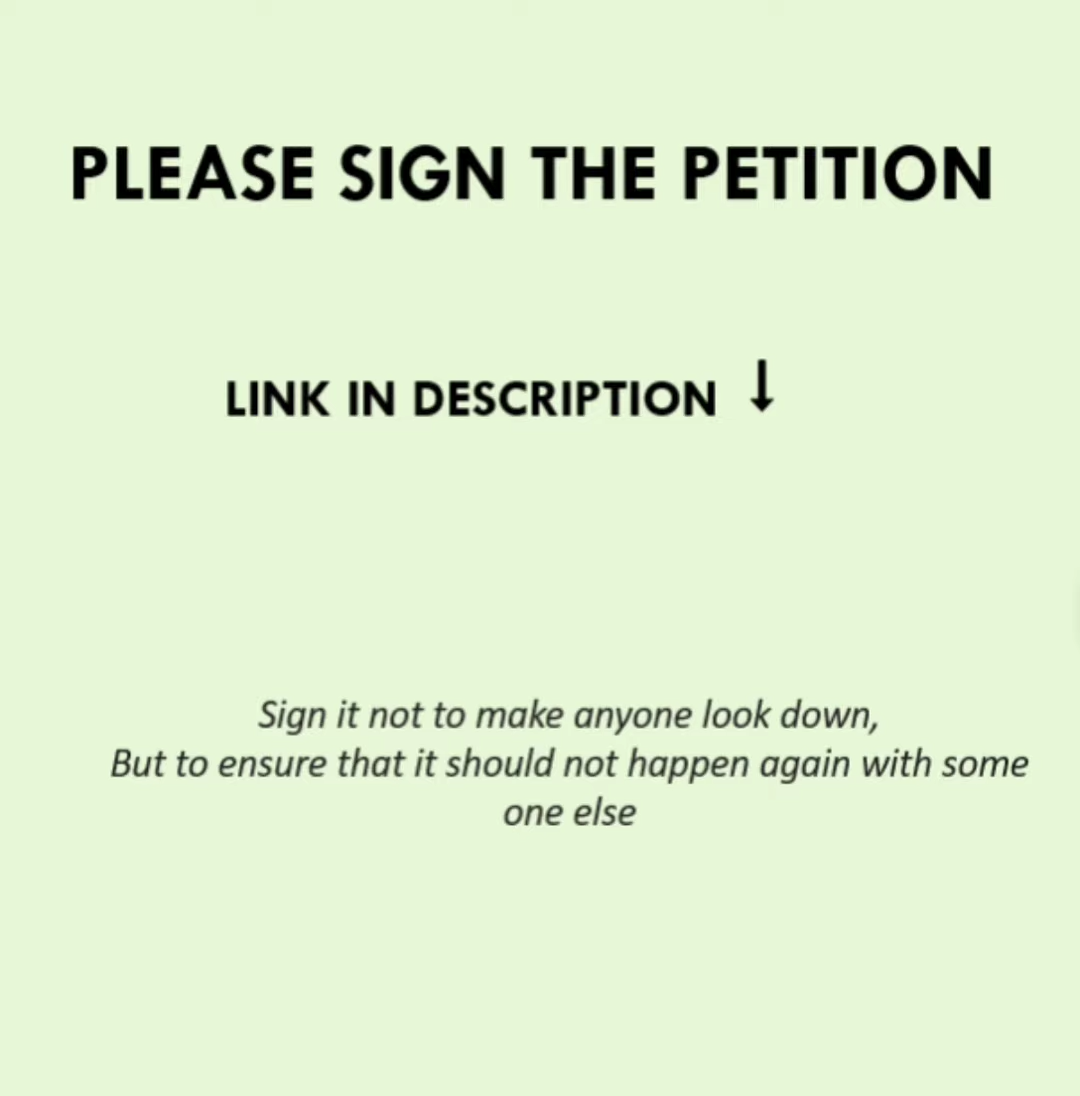 PLEASE SIGN THE PETITION
LINK IN DESCRIPTION ↓
Sign it not to make anyone look down,
But to ensure that it should not happen again with some
one else